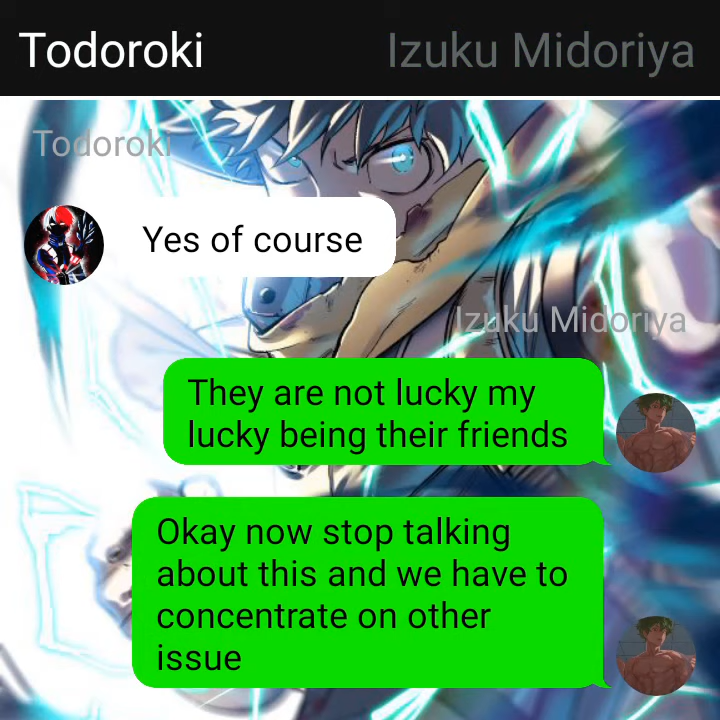 Todoroki Izuku Midoriya
Todoroki
Yes of course
Izuku Midoriya
They are not lucky my
lucky being their friends
Okay now stop talking
about this and we have to
concentrate on other
issue